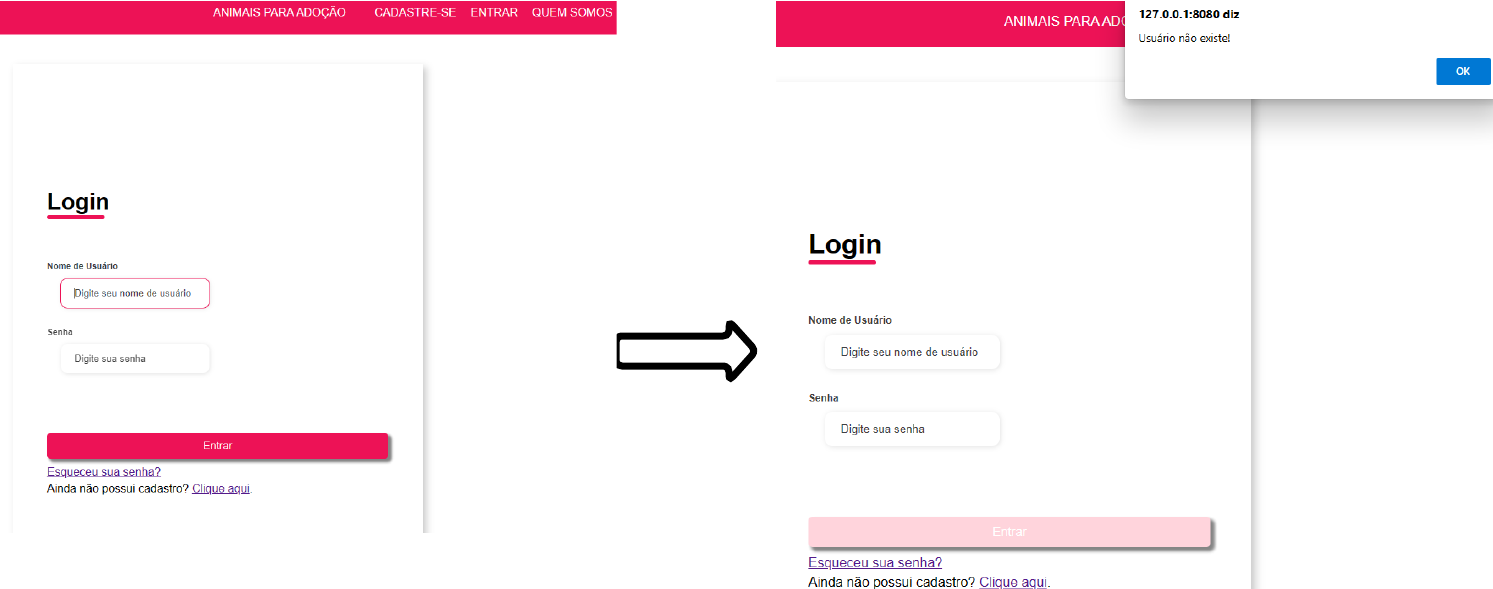 ANIMAIS PARA ADOÇÃO CADASTRE-SE ENTRAR QUEM SOMOS
Login
Nome de Usuário
Digite seu nome de usuário
Senha
Digite sua senha
Entrar
Esqueceu sua senha?
Ainda não possui cadastro? Clique aqui.
ANIMAIS PARA ADO
127.0.0.1:8080 diz
Usuário não existe!
OK
Login
Nome de Usuário
Digite seu nome de usuário
Senha
Digite sua senha
Entrar
Esqueceu sua senha?
Ainda não possui cadastro? Clique aqui.